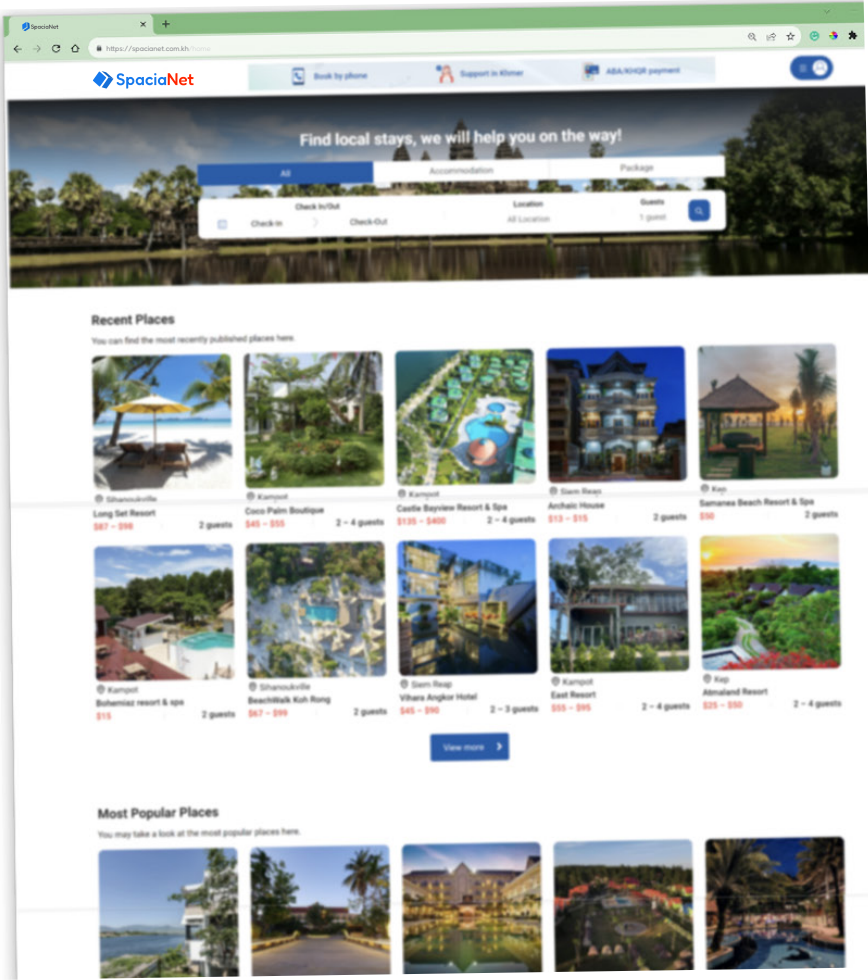 SpaciaNet
https://spacianet.com.kh/home
SpaciaNet
Book by phone
Support in Khmer
ABA/KHQR payment
Find local stays, we will help you on the way!
All Accommodation Package
Check In/Out Location Guests
Check-In Check-Out All Location 1 guest
Recent Places
You can find the most recently published places here.
Sihanoukville
Long Set Resort
$87 – $98 2 guests
Kampot
Coco Palm Boutique
$45 – $55 2 – 4 guests
Kampot
Castle Bayview Resort & Spa
$135 – $400 2 – 4 guests
Siem Reap
Archaic House
$13 – $15 2 guests
Kep
Samanea Beach Resort & Spa
$50 2 guests
Kampot
Bohemiaz resort & spa
$15 2 guests
Sihanoukville
BeachWalk Koh Rong
$67 – $99 2 guests
Siem Reap
Vihara Angkor Hotel
$45 – $90 2 – 3 guests
Kampot
East Resort
$55 – $95 2 – 4 guests
Kep
Atmaland Resort
$25 – $50 2 – 4 guests
View more
Most Popular Places
You may take a look at the most popular places here.